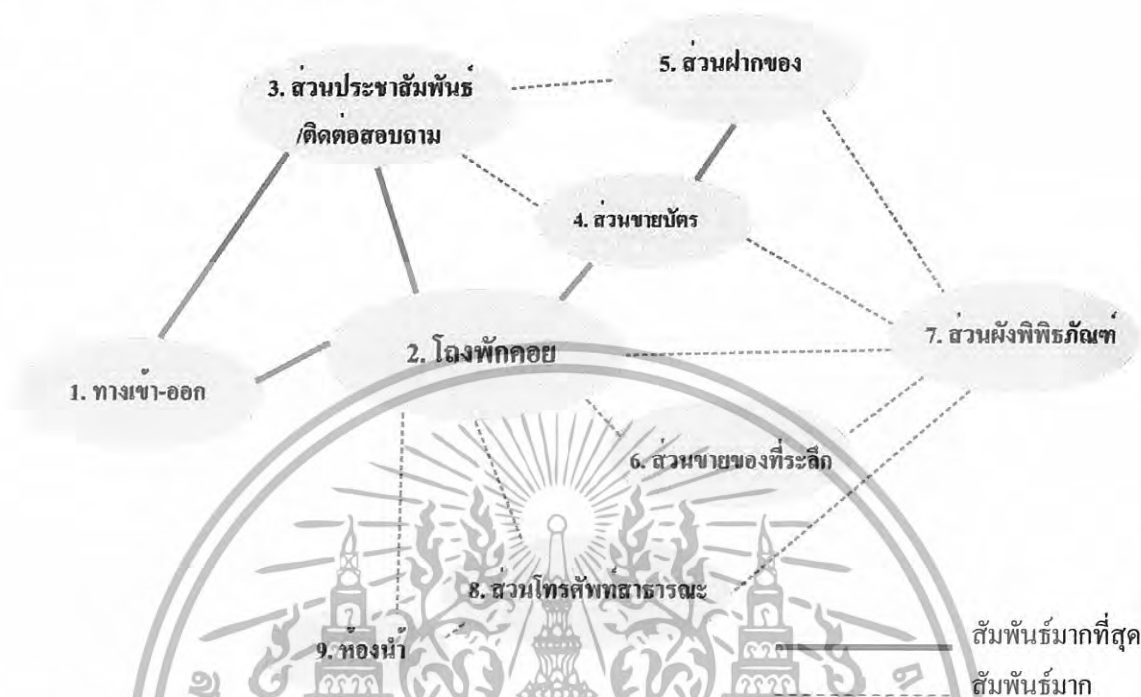 5. ส่วนฝากของ
3. ส่วนประชาสัมพันธ์
/ติดต่อสอบถาม
4. ส่วนขายบัตร
7. ส่วนผังพิพิธภัณฑ์
2. โถงพักคอย
1. ทางเข้า-ออก
6. ส่วนขายของที่ระลึก
8. ส่วนโทรศัพท์สาธารณะ
9. ห้องน้ำ
สัมพันธ์มากที่สุด
สัมพันธ์มาก